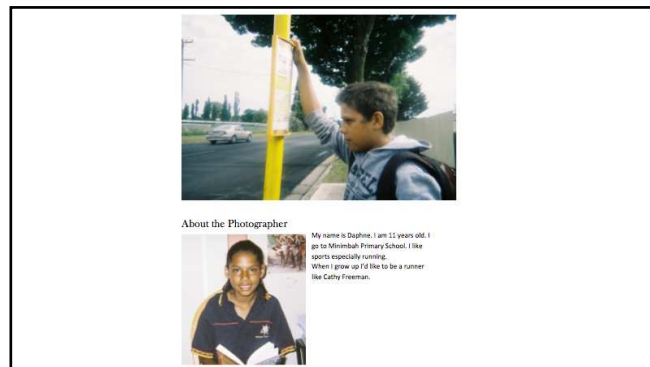 About the Photographer
My name is Daphne. I am 11 years old. I
go to Minimbah Primary School. I like
sports especially running.
When I grow up I'd like to be a runner
like Cathy Freeman.